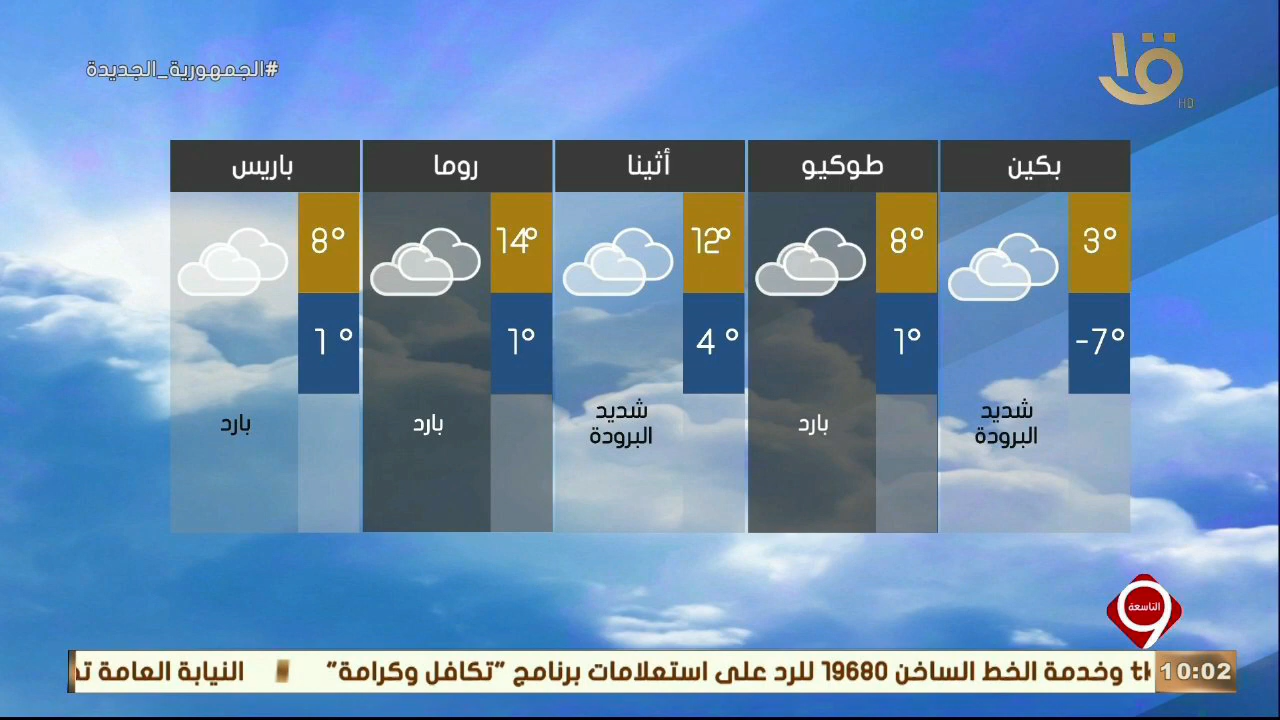 #الجمهورية_الجديدة
HD
بكين
3°
-7°
شديد
البرودة
طوكيو
8°
1°
بارد
أثينا
12°
4°
شديد
البرودة
روما
14°
1°
بارد
باريس
8°
1°
بارد
التاسعة
9
10:02
وخدمة الخط الساخن 19680 للرد على استعلامات برنامج "تكافل وكرامة" النيابة العامة